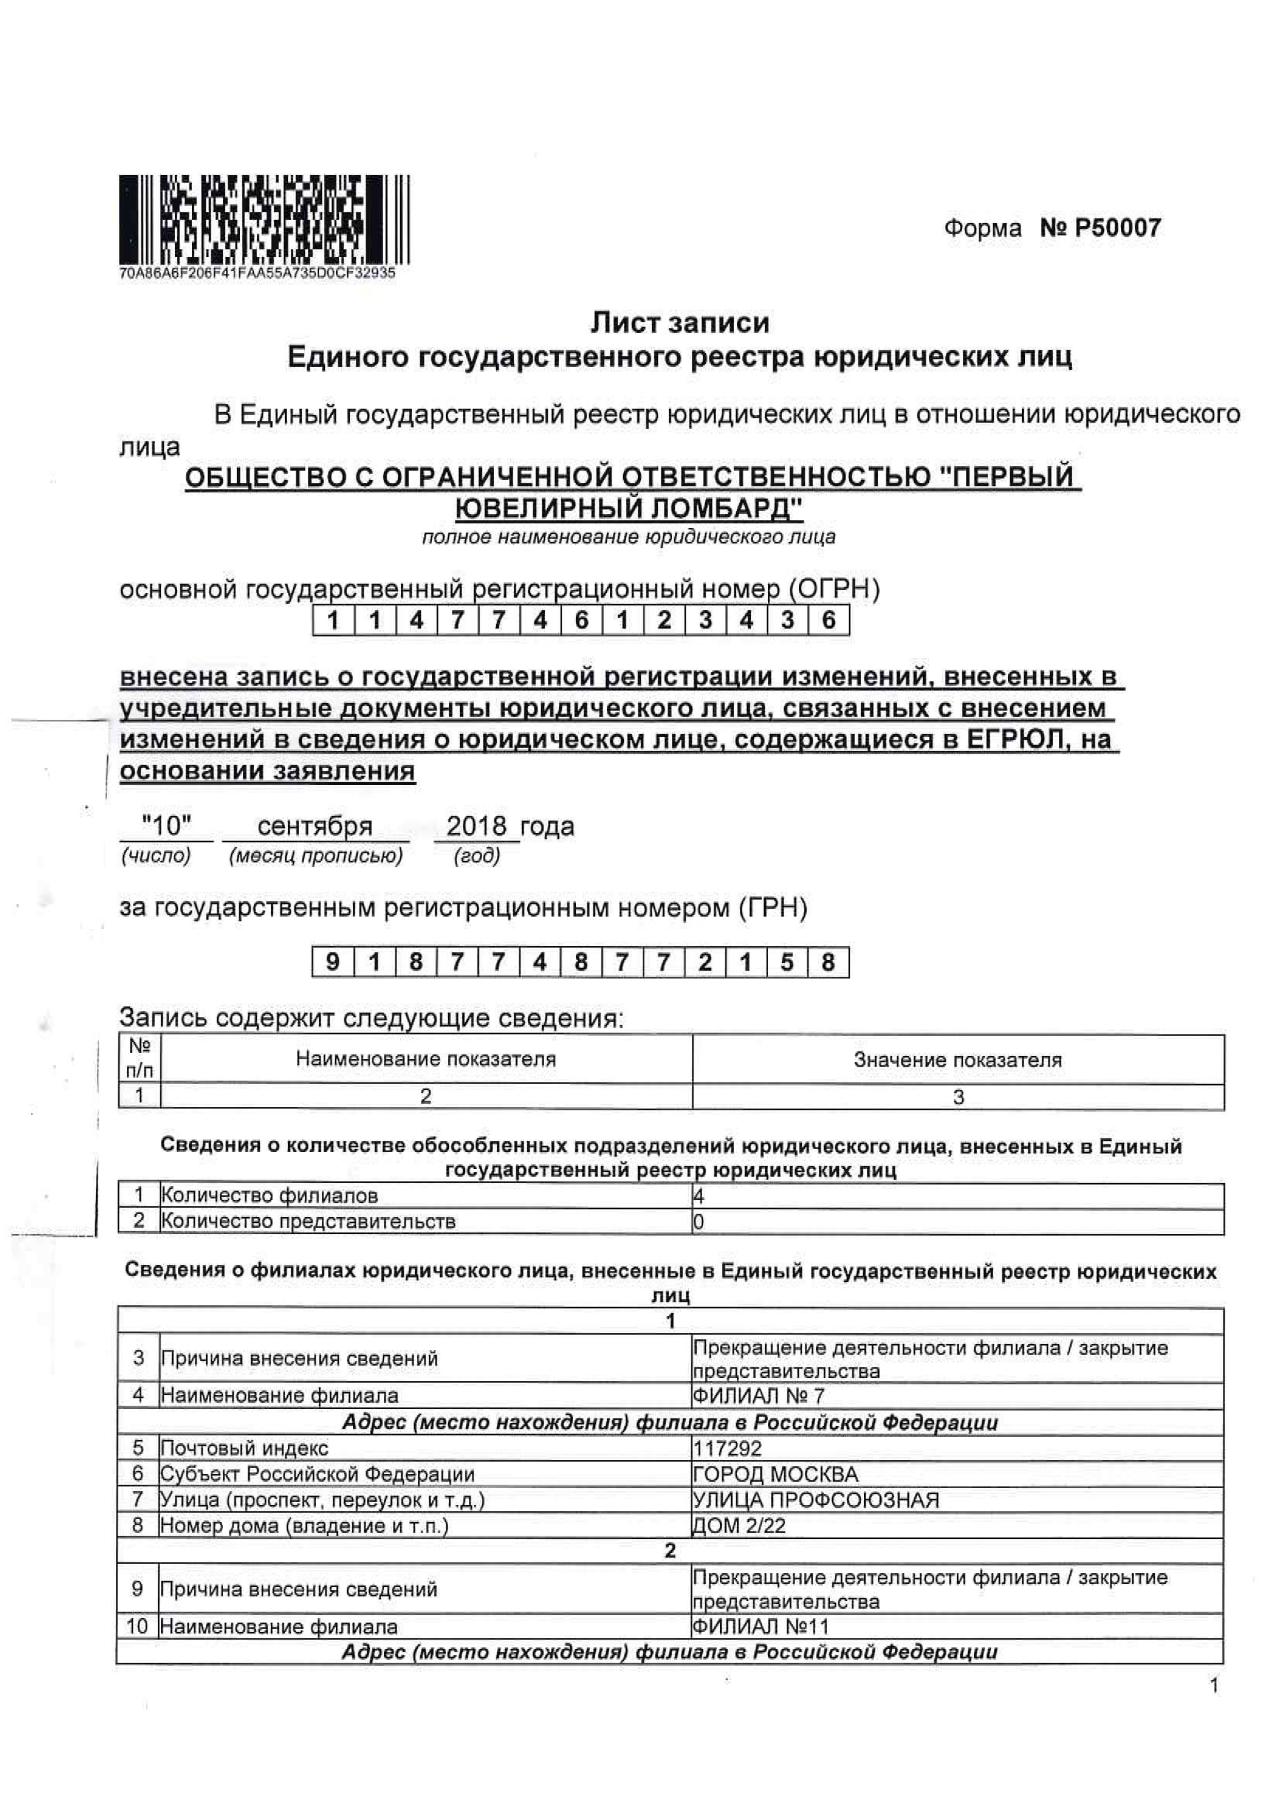 Форма № Р50007
70A86A6F206F41FAA55A735D0CF32935
Лист записи
Единого государственного реестра юридических лиц
В Единый государственный реестр юридических лиц в отношении юридического
лица
ОБЩЕСТВО С ОГРАНИЧЕННОЙ ОТВЕТСТВЕННОСТЬЮ "ПЕРВЫЙ
ЮВЕЛИРНЫЙ ЛОМБАРД"
полное наименование юридического лица
основной государственный регистрационный номер (ОГРН)
1 1 4 7 7 4 6 1 2 3 4 3 6
внесена запись о государственной регистрации изменений, внесенных в
учредительные документы юридического лица, связанных с внесением
изменений в сведения о юридическом лице, содержащиеся в ЕГРЮЛ, на
основании заявления
"10" сентября 2018 года
(число) (месяц прописью) (год)
за государственным регистрационным номером (ГРН)
9 1 8 7 7 4 8 7 7 2 1 5 8
Запись содержит следующие сведения:
№ п/п Наименование показателя Значение показателя
1 2 3
Сведения о количестве обособленных подразделений юридического лица, внесенных в Единый
государственный реестр юридических лиц
1 Количество филиалов 4
2 Количество представительств 0
Сведения о филиалах юридического лица, внесенные в Единый государственный реестр юридических
лиц
1
3 Причина внесения сведений Прекращение деятельности филиала / закрытие
представительства
4 Наименование филиала ФИЛИАЛ № 7
Адрес (место нахождения) филиала в Российской Федерации
5 Почтовый индекс 117292
6 Субъект Российской Федерации ГОРОД МОСКВА
7 Улица (проспект, переулок и т.д.) УЛИЦА ПРОФСОЮЗНАЯ
8 Номер дома (владение и т.п.) ДОМ 2/22
2
9 Причина внесения сведений Прекращение деятельности филиала / закрытие
представительства
10 Наименование филиала ФИЛИАЛ №11
Адрес (место нахождения) филиала в Российской Федерации
1